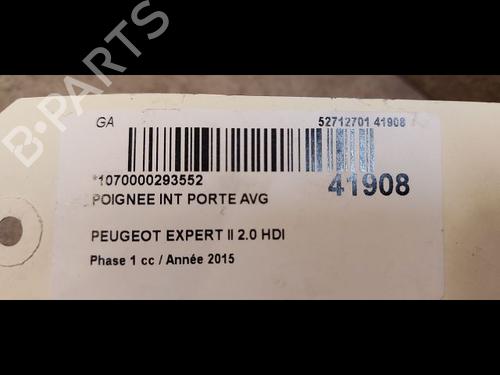 GA 52712701 41908
*1070000293552 41908
POIGNEE INT PORTE AVG
PEUGEOT EXPERT II 2.0 HDI
Phase 1 cc / Année 2015
B-PARTS